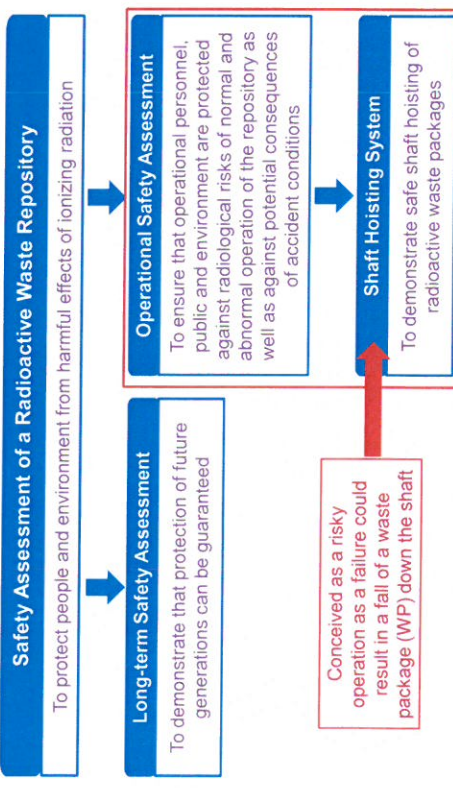 Safety Assessment of a Radioactive Waste Repository
To protect people and environment from harmful effects of ionizing radiation
Long-term Safety Assessment
To demonstrate that protection of future
generations can be guaranteed
Operational Safety Assessment
To ensure that operational personnel,
public and environment are protected
against radiological risks of normal and
abnormal operation of the repository as
well as against potential consequences
of accident conditions
Conceived as a risky
operation as a failure could
result in a fall of a waste
package (WP) down the shaft
Shaft Hoisting System
To demonstrate safe shaft hoisting of
radioactive waste packages